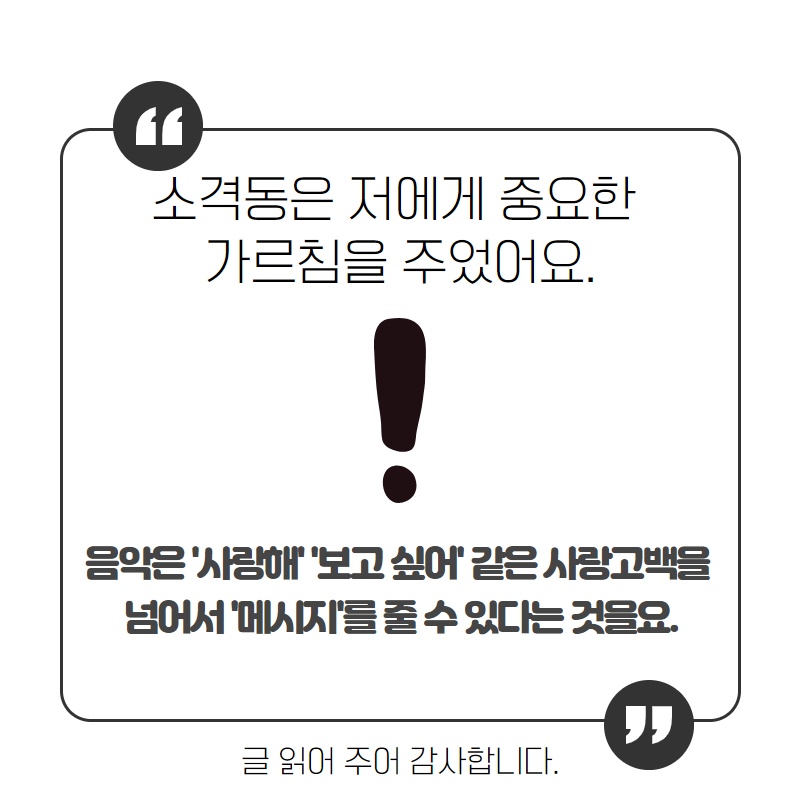 “
소격동은 저에게 중요한
가르침을 주었어요.
!
음악은 '사랑해' '보고 싶어' 같은 사랑고백을
넘어서 '메시지'를 줄 수 있다는 것을요.
”
글 읽어 주어 감사합니다.